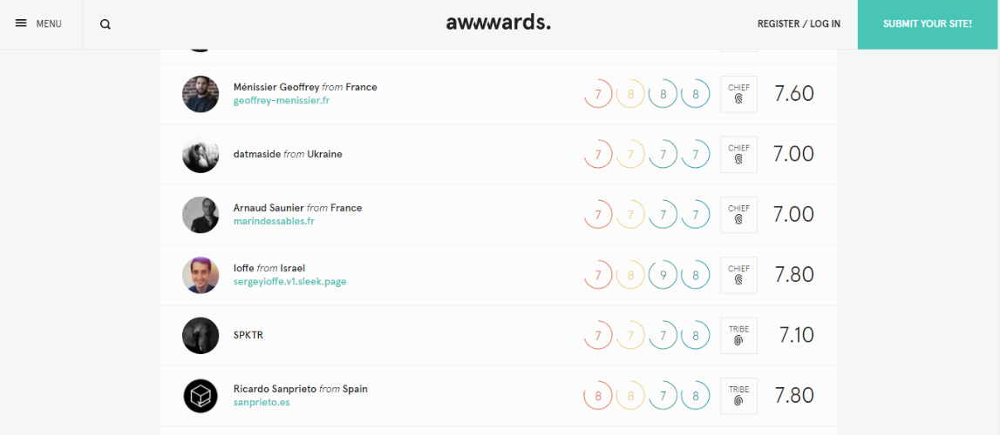 MENU
awwwards.
REGISTER / LOG IN
SUBMIT YOUR SITE!
Ménissier Geoffrey from France
geoffrey-menissier.fr
7 8 8 8 CHIEF 7.60
datmaside from Ukraine
7 7 7 7 CHIEF 7.00
Arnaud Saunier from France
marindessables.fr
7 7 7 7 CHIEF 7.00
Ioffe from Israel
sergeyioffe.v1.sleek.page
7 8 9 8 CHIEF 7.80
SPKTR
7 7 7 8 TRIBE 7.10
Ricardo Sanprieto from Spain
sanprieto.es
8 8 7 8 TRIBE 7.80